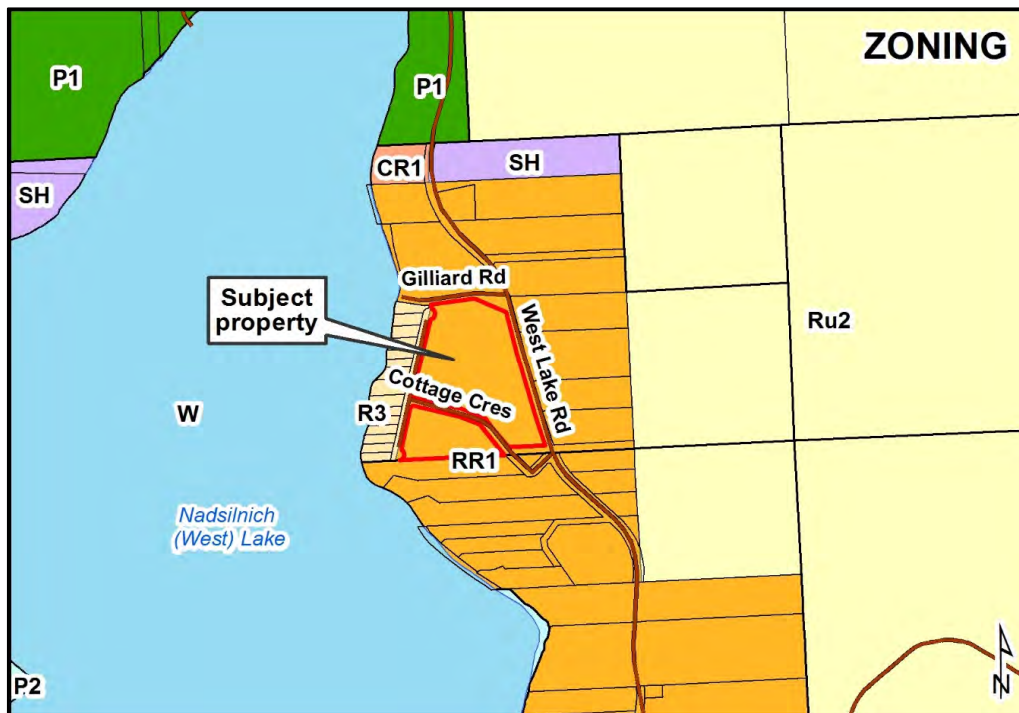 ZONING
P1
P1
CR1
SH
SH
Gilliard Rd
Subject
property
West Lake Rd
Ru2
Cottage Cres
R3
W
RR1
Nadsilnich
(West) Lake
P2
N